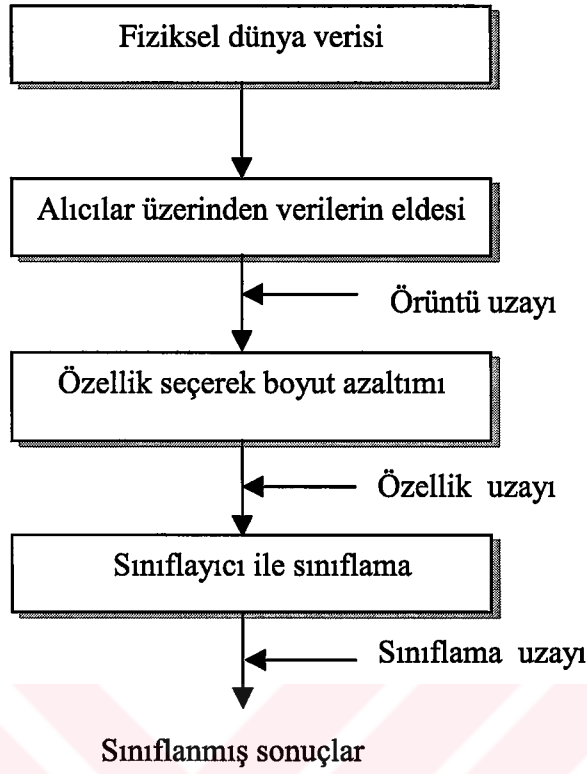 Fiziksel dünya verisi
Alıcılar üzerinden verilerin eldesi
Örüntü uzayı
Özellik seçerek boyut azaltımı
Özellik uzayı
Sınıflayıcı ile sınıflama
Sınıflama uzayı
Sınıflanmış sonuçlar